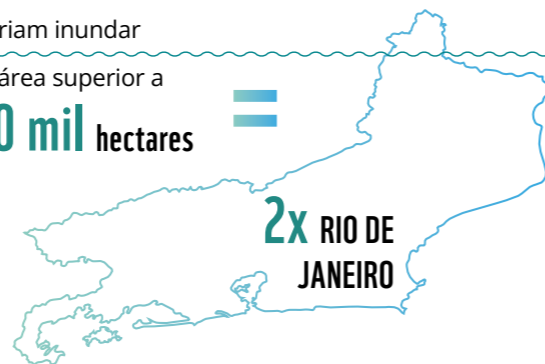 riam inundar
área superior a
0 mil hectares
=
2x RIO DE
JANEIRO